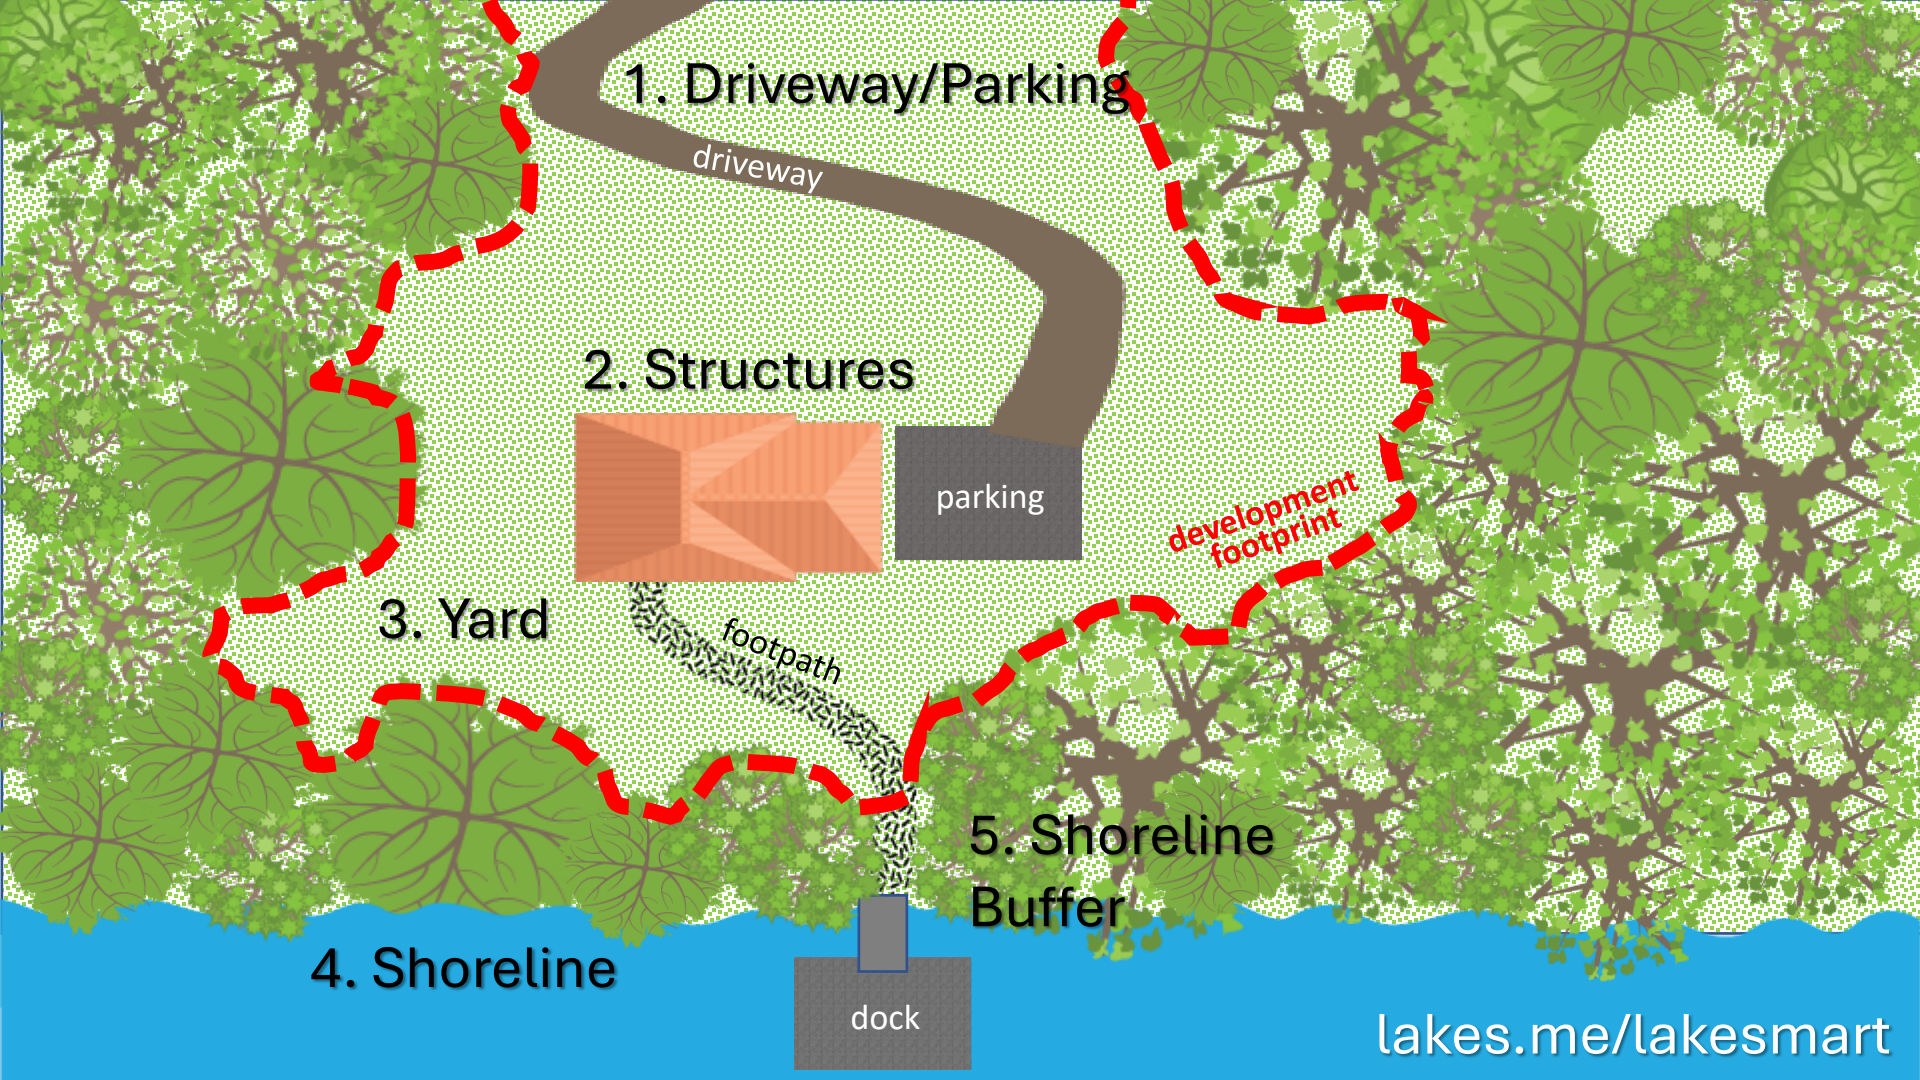 1. Driveway/Parking
driveway
2. Structures
parking
development
footprint
3. Yard
footpath
5. Shoreline
Buffer
4. Shoreline
dock
lakes.me/lakesmart